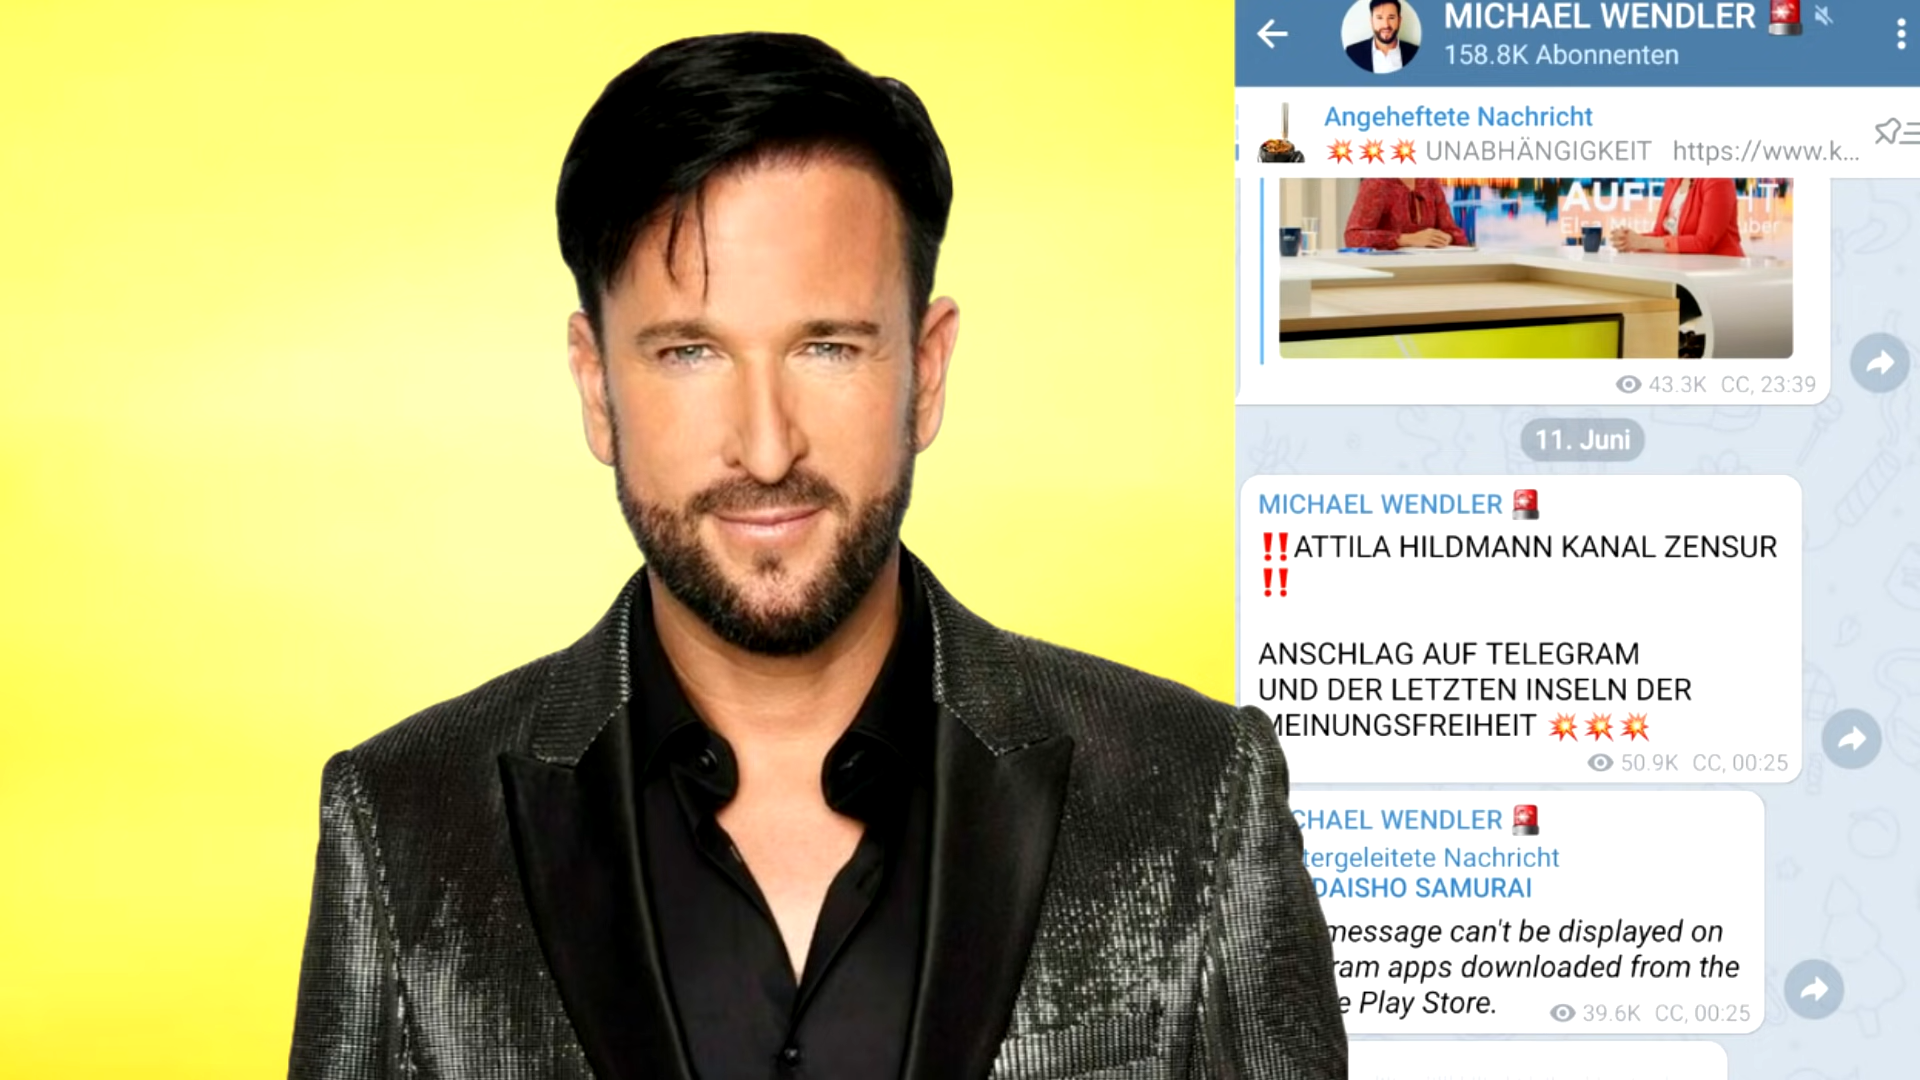 MICHAEL WENDLER 🚨
158.8K Abonnenten
Angeheftete Nachricht
💥💥💥 UNABHÄNGIGKEIT https://www.k...
43.3K CC, 23:39
11. Juni
MICHAEL WENDLER 🚨
‼️ATTILA HILDMANN KANAL ZENSUR
‼️
ANSCHLAG AUF TELEGRAM
UND DER LETZTEN INSELN DER
MEINUNGSFREIHEIT 💥💥💥
50.9K CC, 00:25
CHAEL WENDLER 🚨
tergeleitete Nachricht
DAISHO SAMURAI
message can't be displayed on
ram apps downloaded from the
e Play Store.
39.6K CC, 00:25